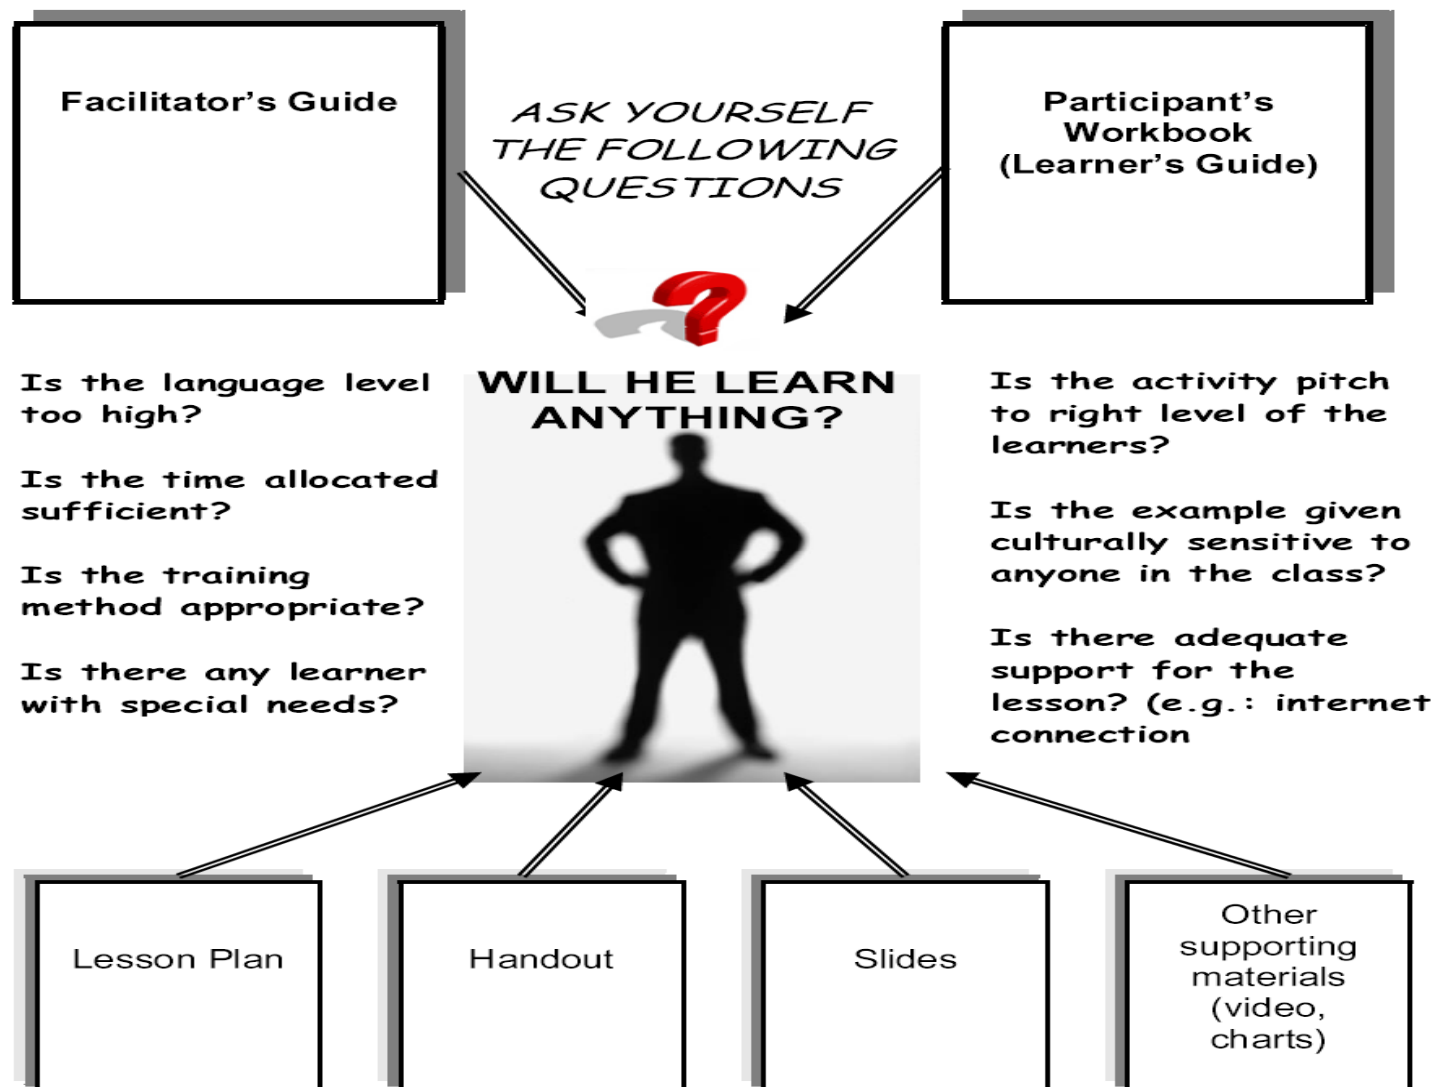 Facilitator's Guide
ASK YOURSELF
THE FOLLOWING
QUESTIONS
Participant's
Workbook
(Learner's Guide)
?
WILL HE LEARN
ANYTHING?
Is the language level
too high?
Is the time allocated
sufficient?
Is the training
method appropriate?
Is there any learner
with special needs?
Is the activity pitch
to right level of the
learners?
Is the example given
culturally sensitive to
anyone in the class?
Is there adequate
support for the
lesson? (e.g.: internet
connection
Lesson Plan
Handout
Slides
Other
supporting
materials
(video,
charts)